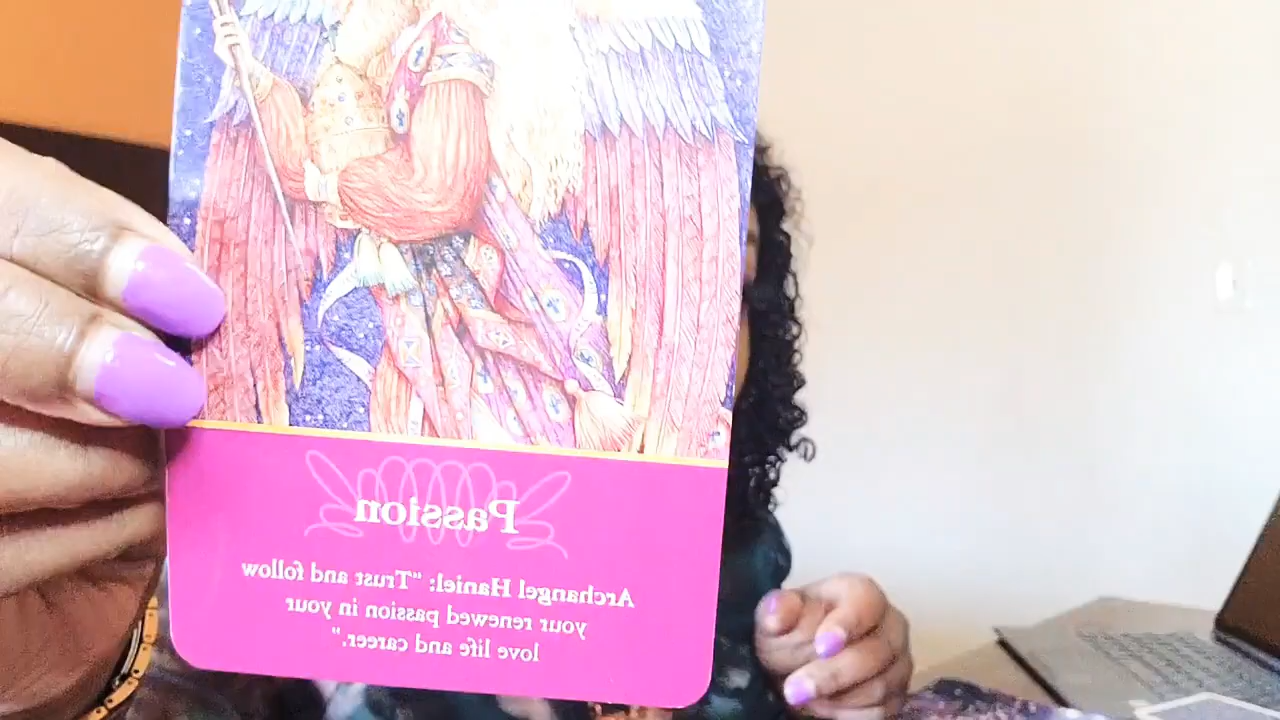 Passion
Archangel Haniel: "Trust and follow
your renewed passion in your
love life and career."